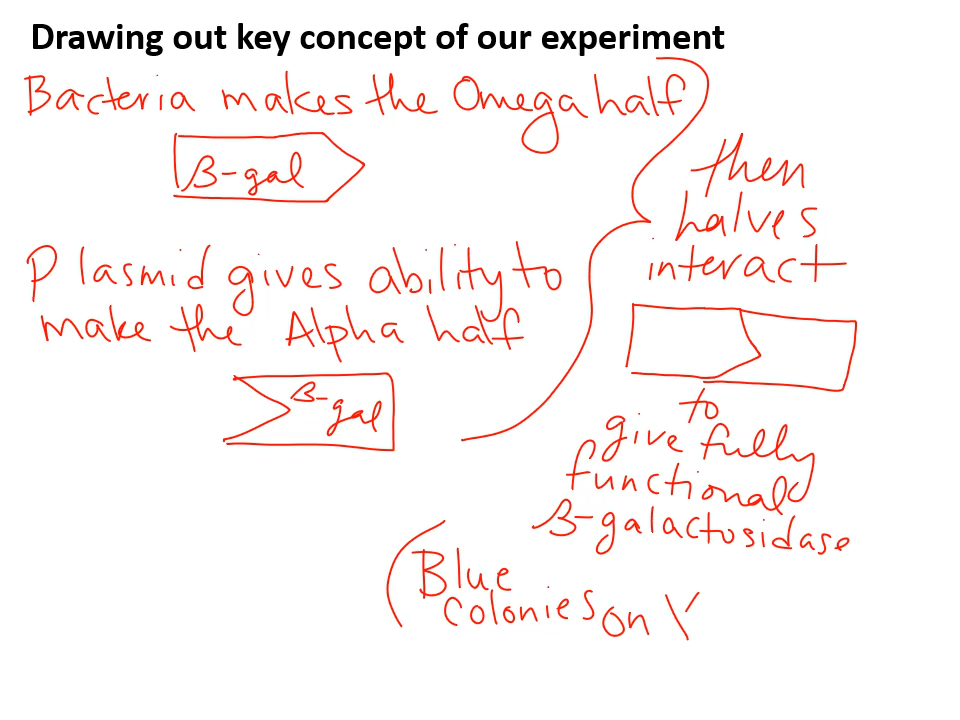 Drawing out key concept of our experiment
Bacteria makes the Omega half
β-gal
Plasmid gives ability to
make the Alpha half
β-
gal
then
halves
interact
to
give fully
functional
β-galactosidase
(Blue
colonies on X